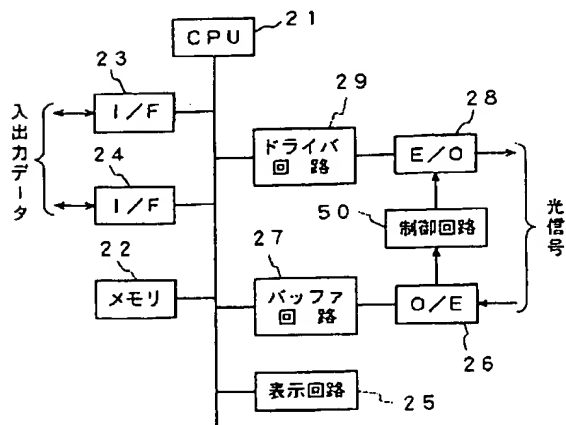 CPU
21
23
I/F
24
I/F
入出力データ
22
メモリ
29
ドライバ
回路
28
E/O
50
制御回路
光信号
27
バッファ
回路
O/E
26
表示回路
25